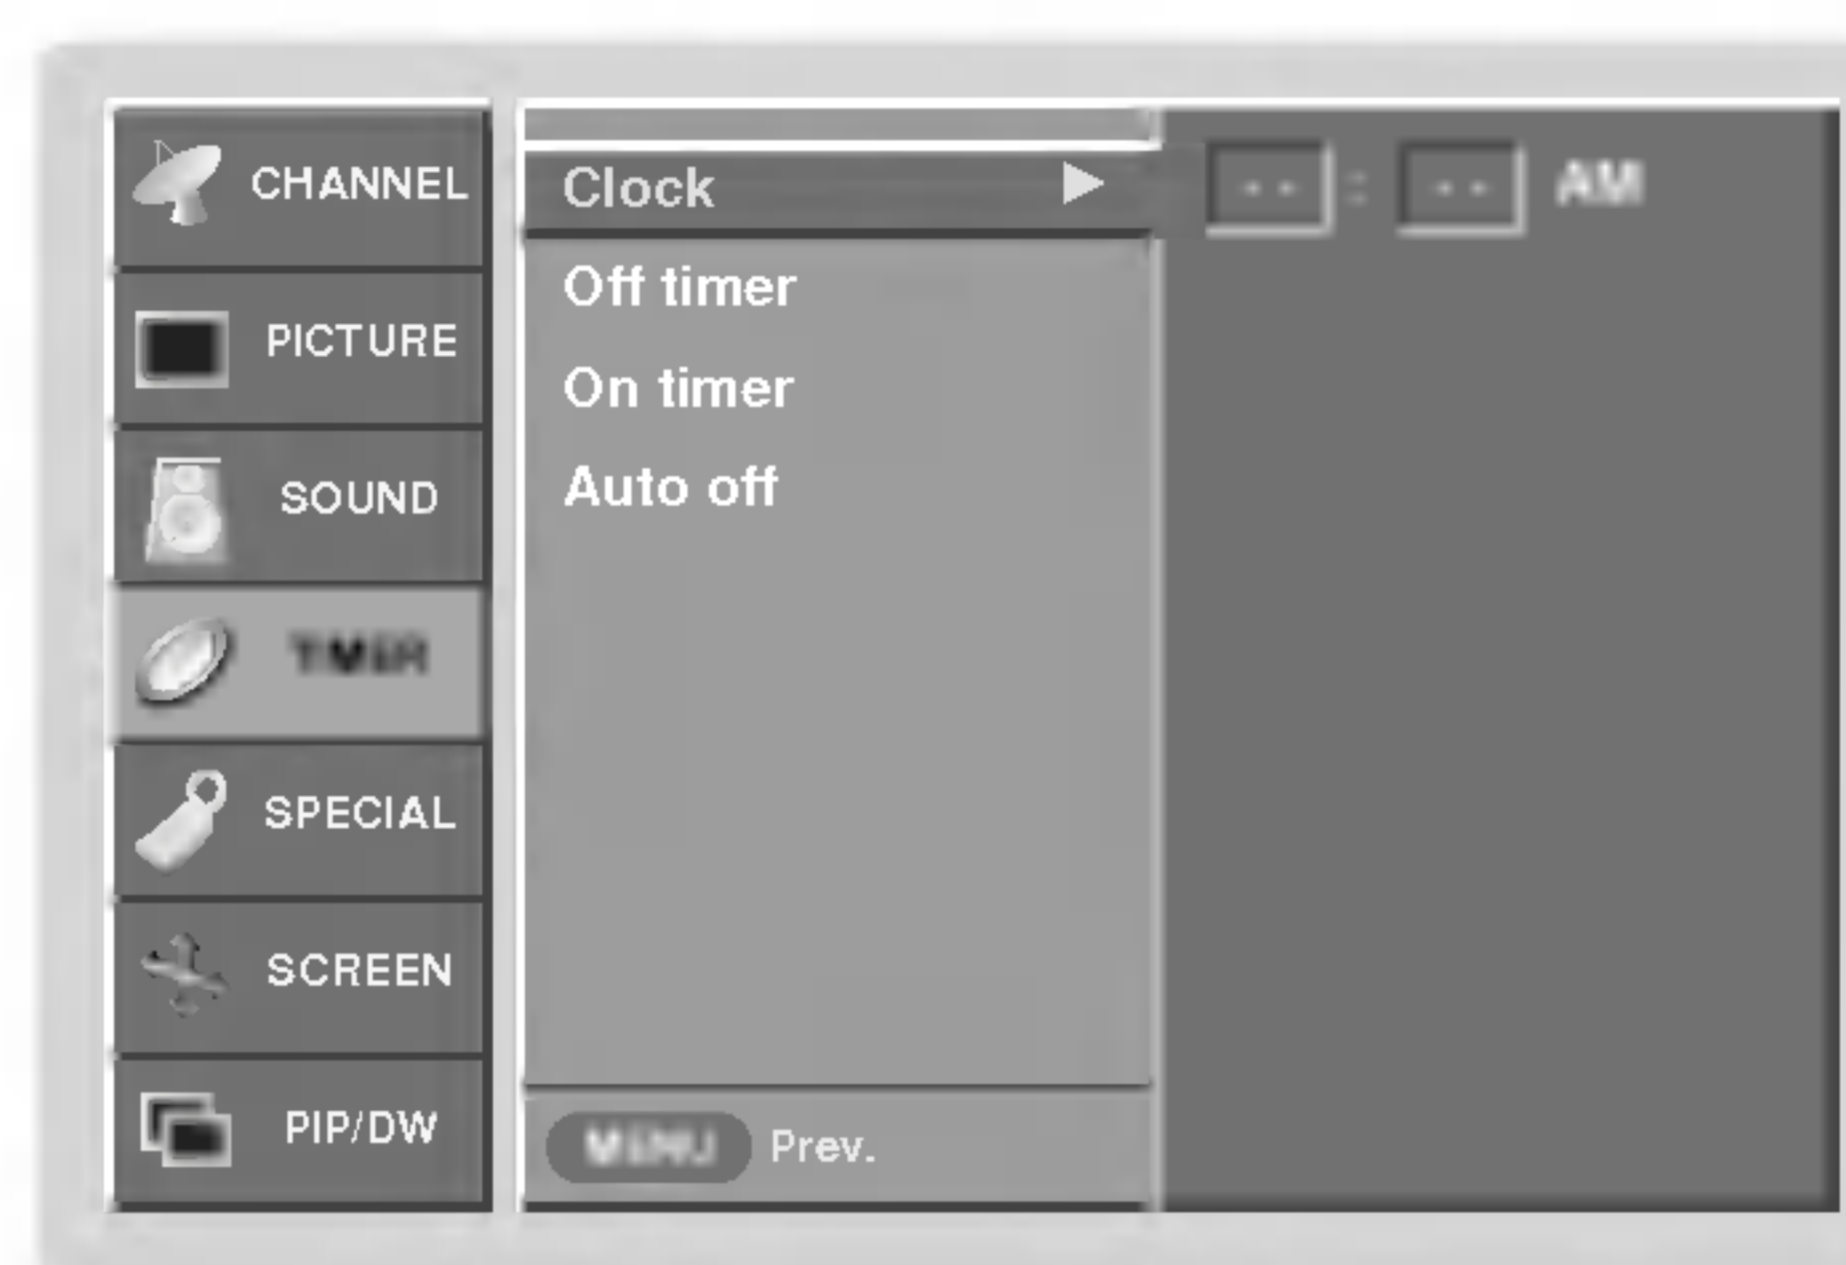 CHANNEL
PICTURE
SOUND
TIMER
SPECIAL
SCREEN
PIP/DW
Clock ▶
Off timer
On timer
Auto off
MENU Prev.
-- : -- AM